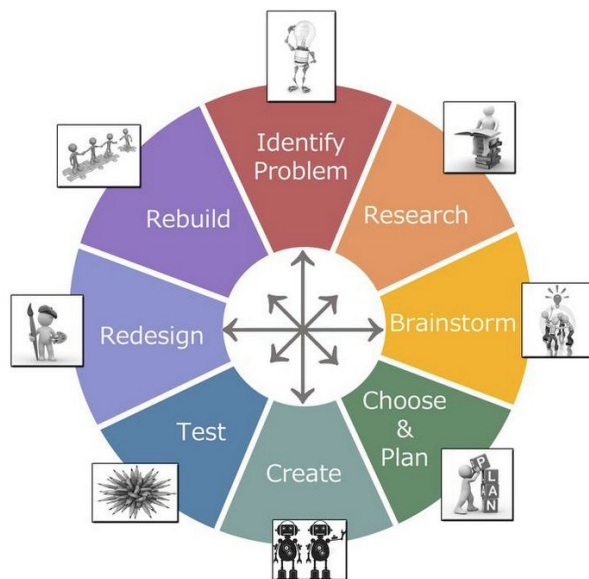 Identify
Problem
Research
Brainstorm
Choose
&
Plan
PLAN
Create
Test
Redesign
Rebuild